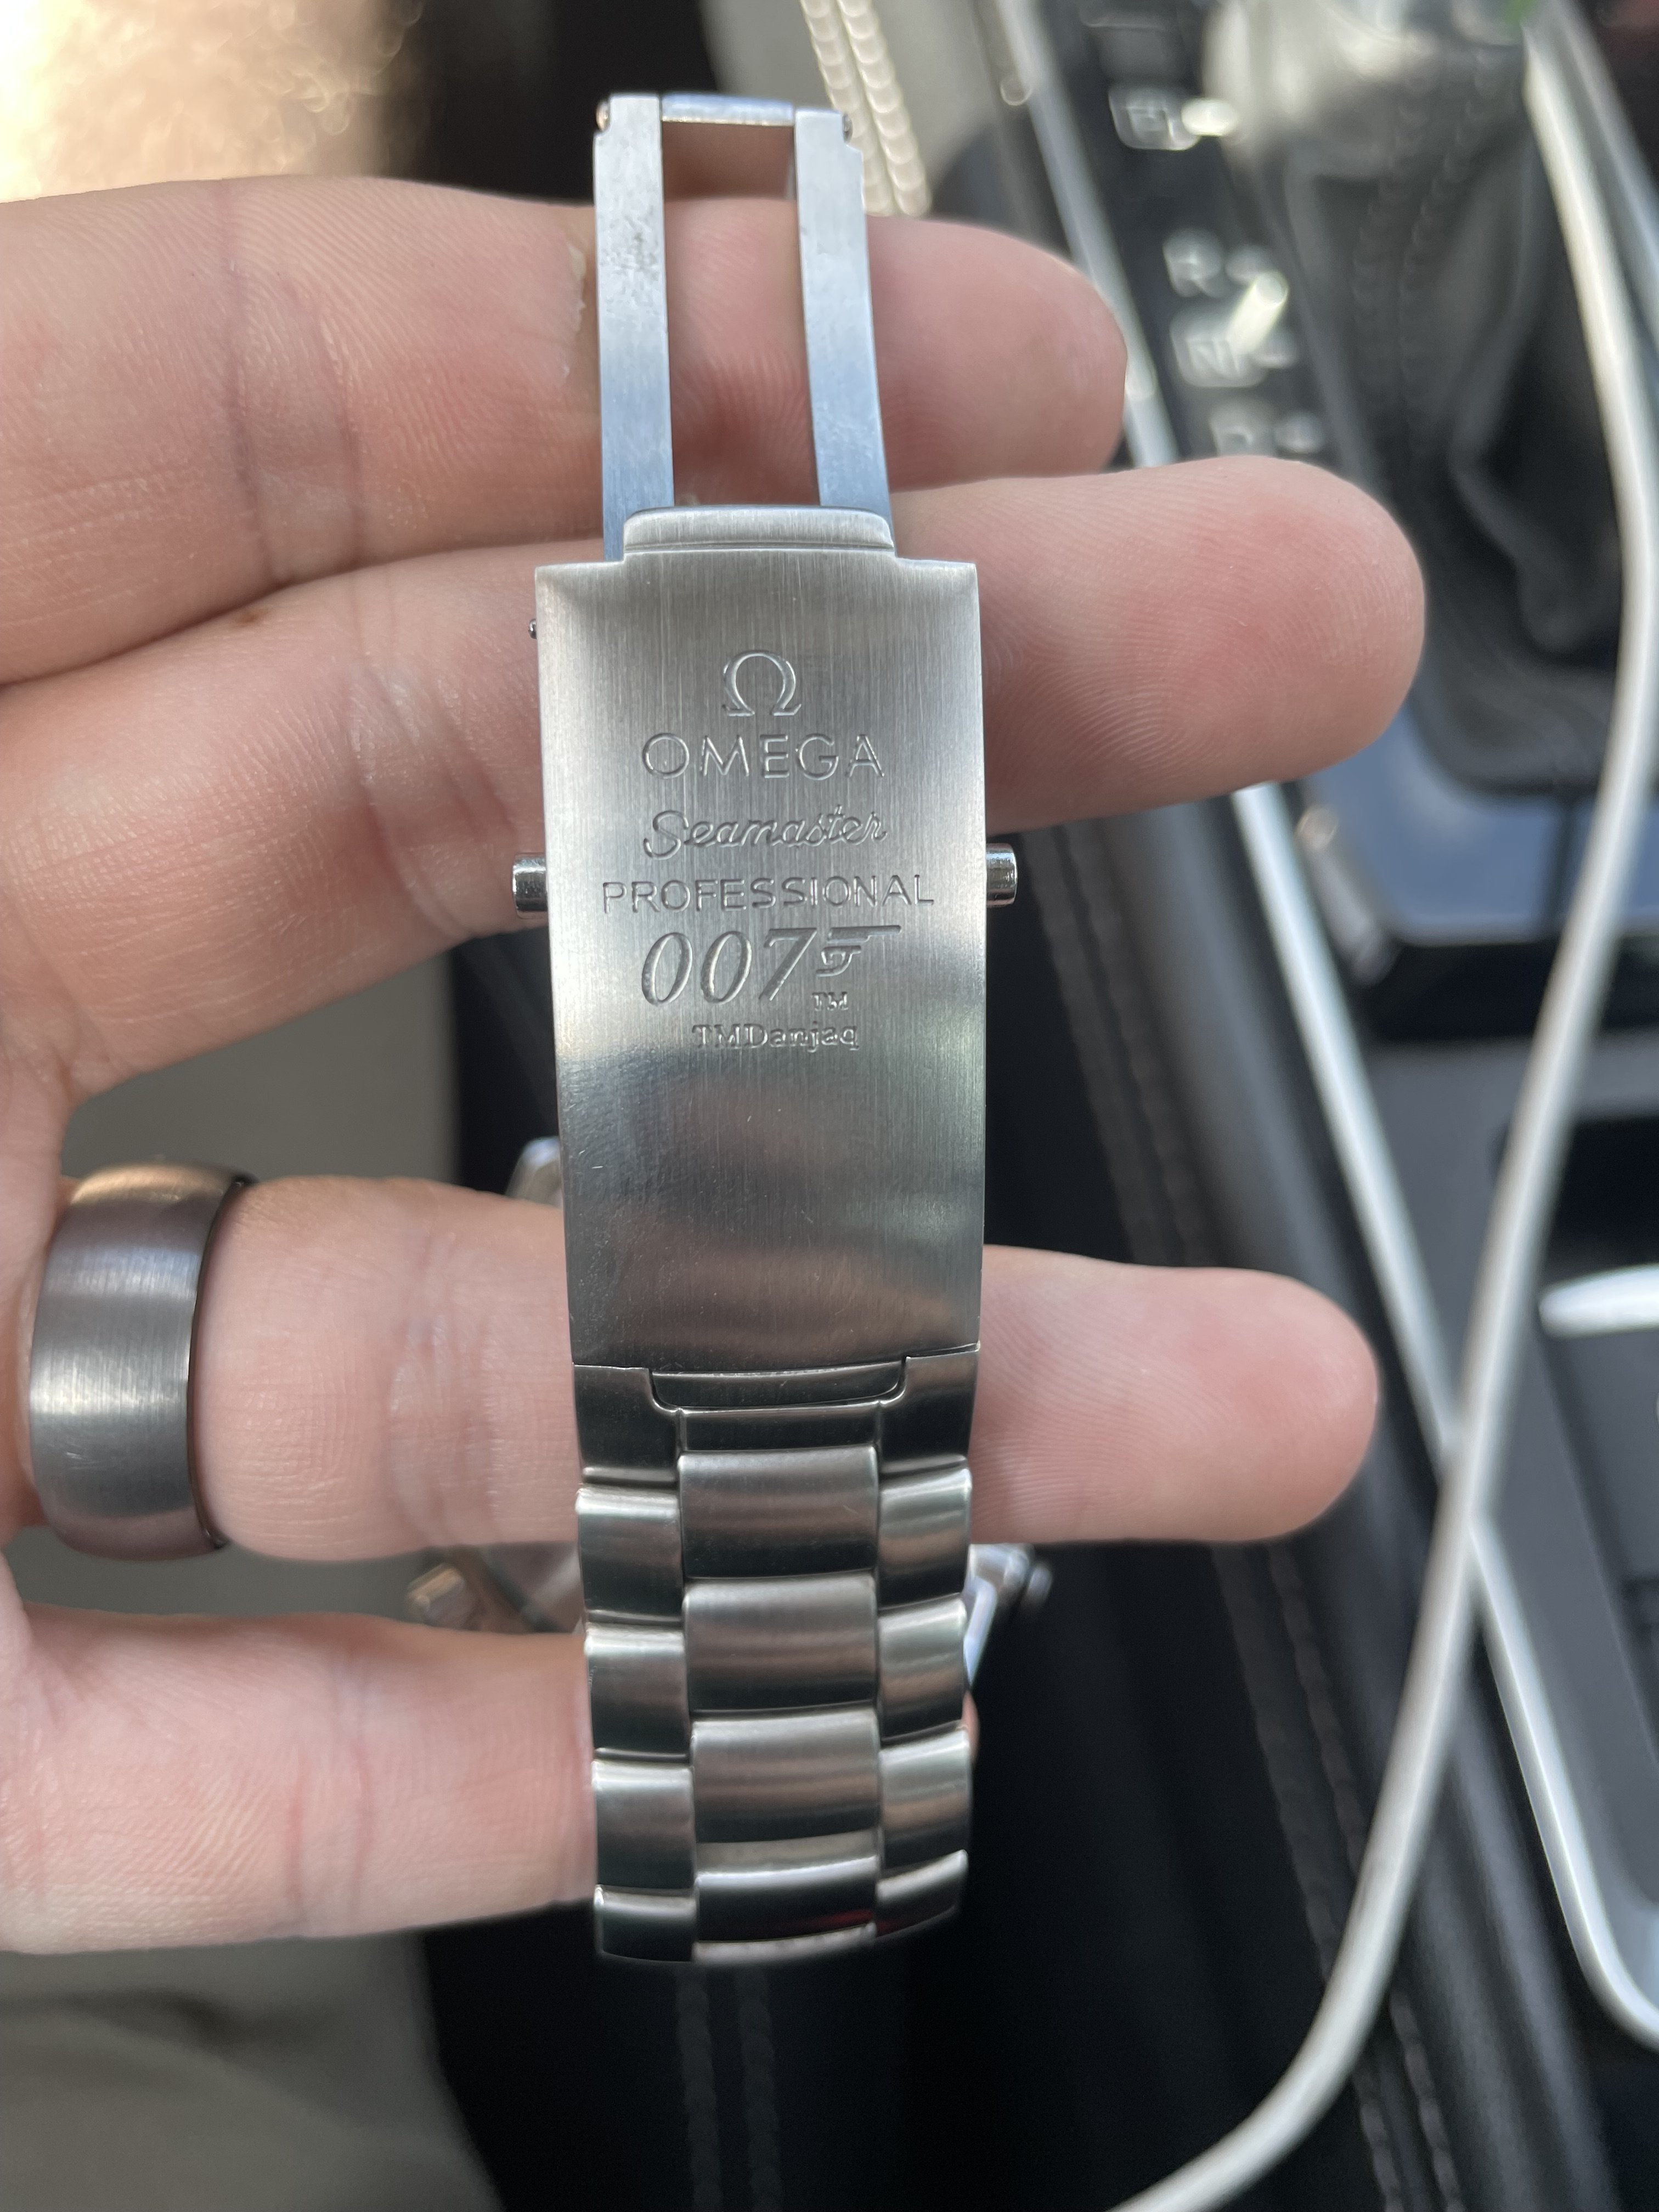 Ω
OMEGA
Seamaster
PROFESSIONAL
007
TM
TMDanjaq
R
N